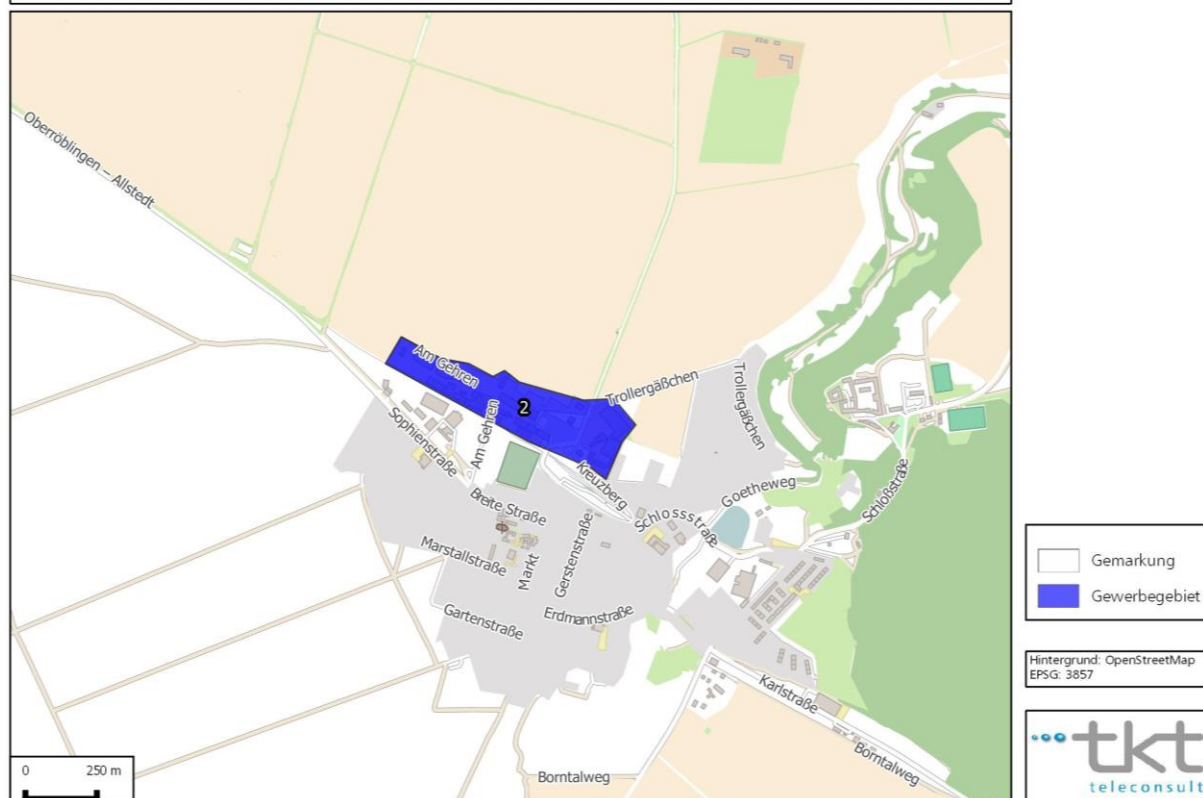 Oberröblingen – Allstedt
Am Gehren
2
Trollergäßchen
Trollergäßchen
Sophienstraße
Am Gehren
Kreuzberg
Goetheweg
Schloßstraße
Breite Straße
Schlossstraße
Marstallstraße
Markt
Gerstenstraße
Gartenstraße
Erdmannstraße
Karlstraße
Borntalweg
Borntalweg
0 250 m
Gemarkung
Gewerbegebiet
Hintergrund: OpenStreetMap
EPSG: 3857
tkt
teleconsult